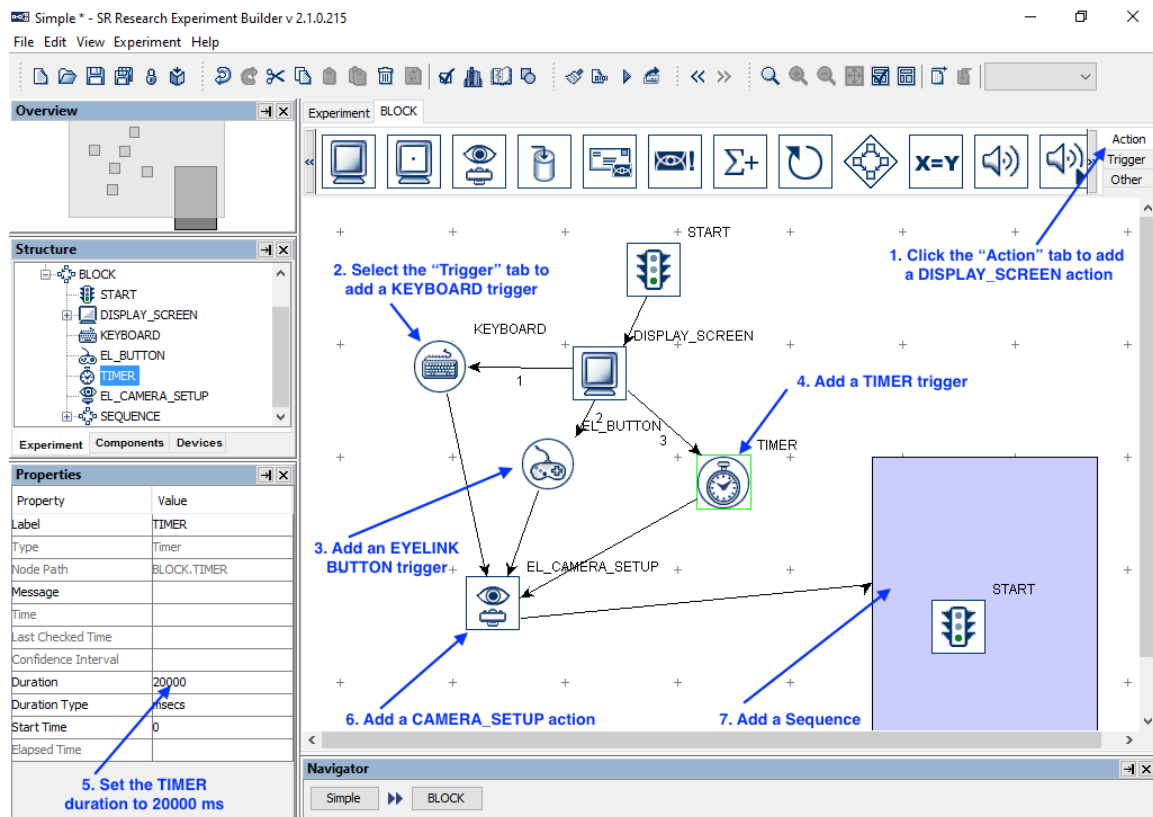 Simple * - SR Research Experiment Builder v 2.1.0.215
File Edit View Experiment Help
Overview
Experiment BLOCK
X=Y
Action
Trigger
Other
Structure
BLOCK
START
DISPLAY_SCREEN
KEYBOARD
EL_BUTTON
TIMER
EL_CAMERA_SETUP
SEQUENCE
Experiment Components Devices
Properties
Property Value
Label TIMER
Type Timer
Node Path BLOCK.TIMER
Message
Time
Last Checked Time
Confidence Interval
Duration 20000
Duration Type msecs
Start Time 0
Elapsed Time
5. Set the TIMER
duration to 20000 ms
START
1. Click the “Action” tab to add
a DISPLAY_SCREEN action
2. Select the “Trigger” tab to
add a KEYBOARD trigger
KEYBOARD
DISPLAY_SCREEN
1
2
3
4. Add a TIMER trigger
EL_BUTTON
TIMER
3. Add an EYELINK
BUTTON trigger
EL_CAMERA_SETUP
START
6. Add a CAMERA_SETUP action
7. Add a Sequence
Navigator
Simple BLOCK